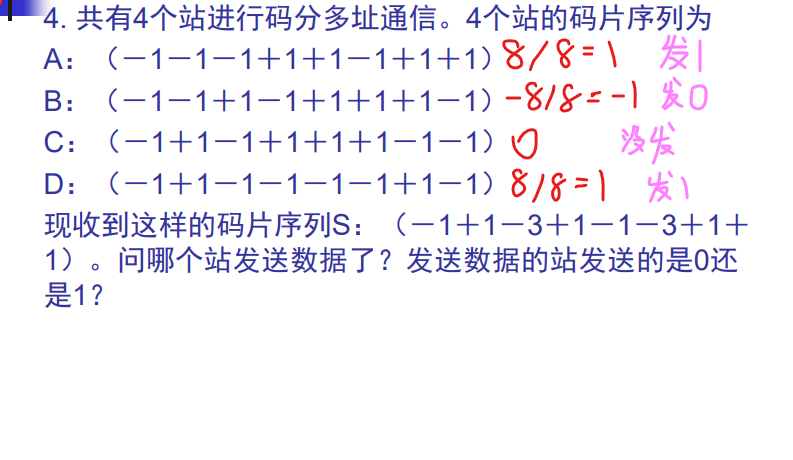 4. 共有4个站进行码分多址通信。4个站的码片序列为
A：（－1－1－1＋1＋1－1＋1＋1） 8/8=1 发1
B：（－1－1＋1－1＋1＋1＋1－1） -8/8=-1 发0
C：（－1＋1－1＋1＋1＋1－1－1） 0 没发
D：（－1＋1－1－1－1－1＋1－1） 8/8=1 发1
现收到这样的码片序列S：（－1＋1－3＋1－1－3＋1＋
1）。问哪个站发送数据了？发送数据的站发送的是0还
是1？